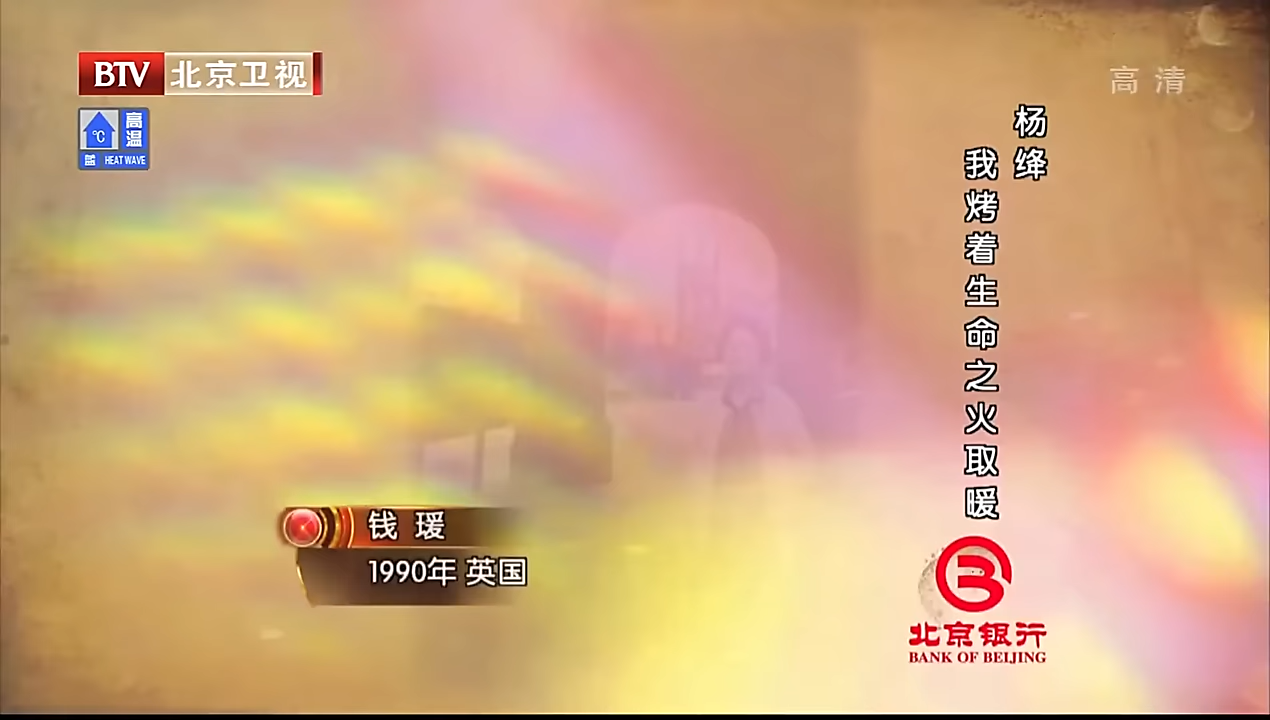 BTV 北京卫视
高清
℃ 高温
蓝 HEAT WAVE
杨绛
我烤着生命之火取暖
钱瑗
1990年 英国
北京银行
BANK OF BEIJING